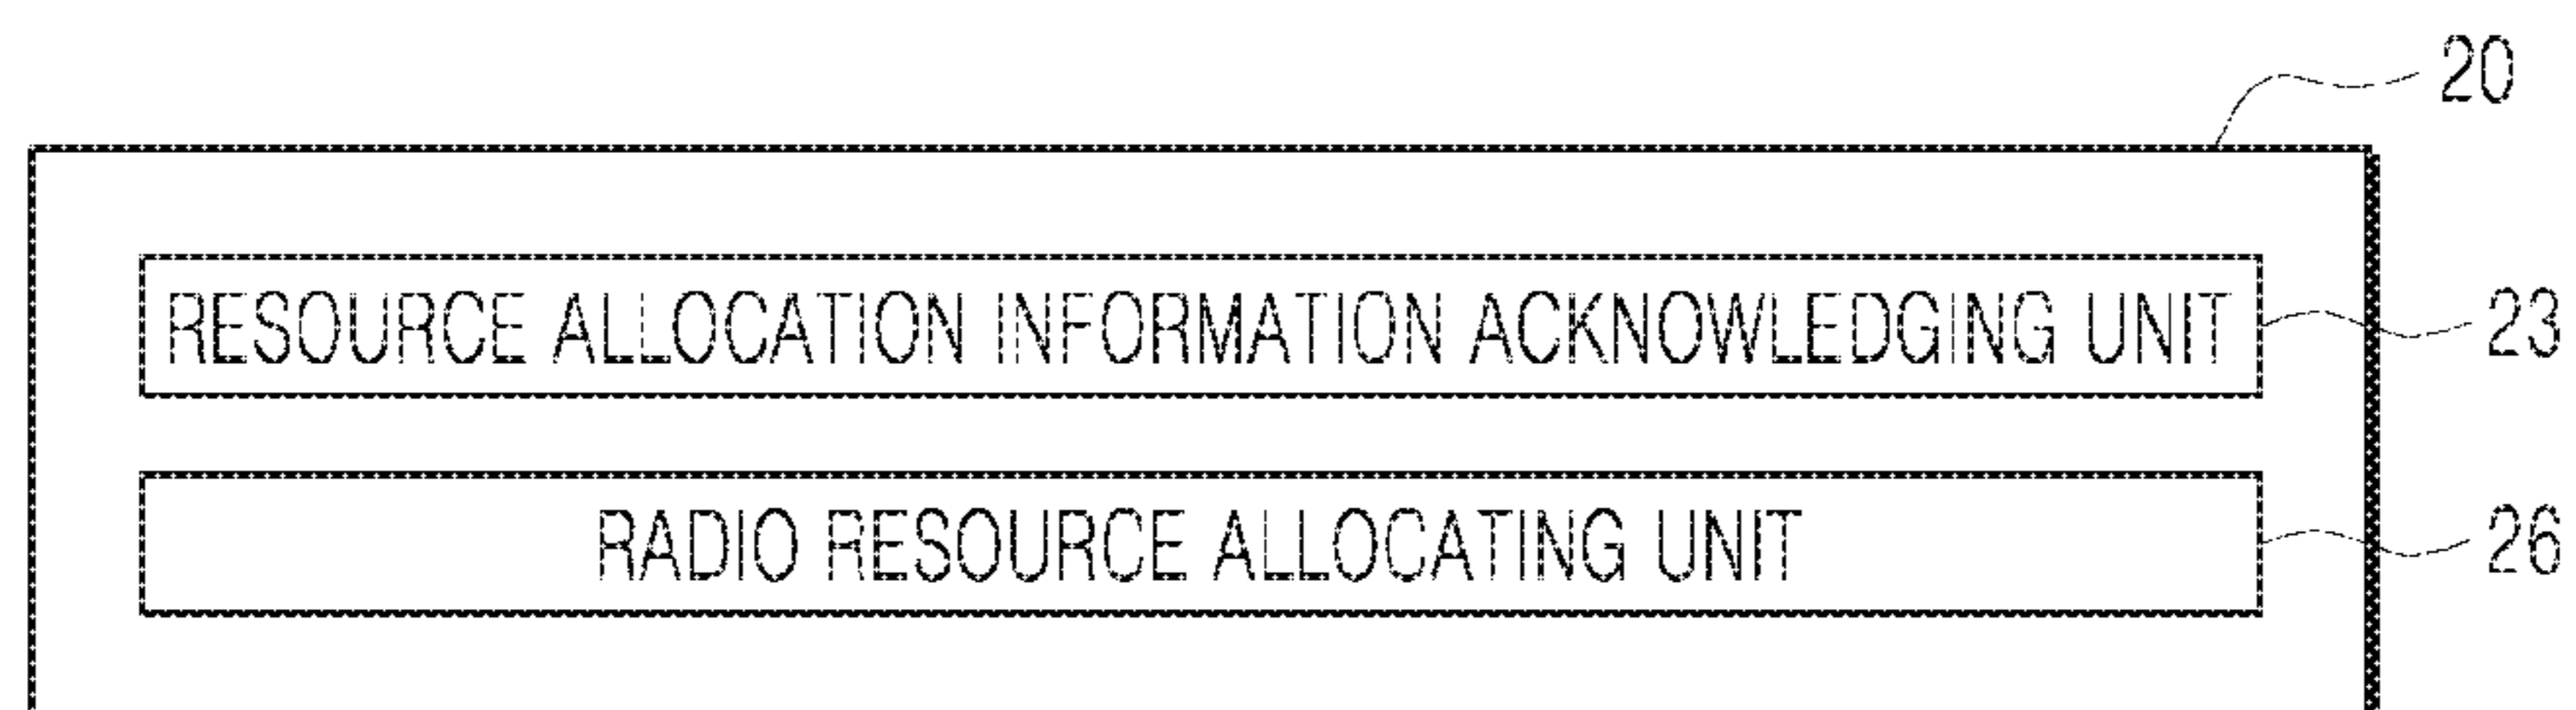 20
RESOURCE ALLOCATION INFORMATION ACKNOWLEDGING UNIT 23
RADIO RESOURCE ALLOCATING UNIT 26